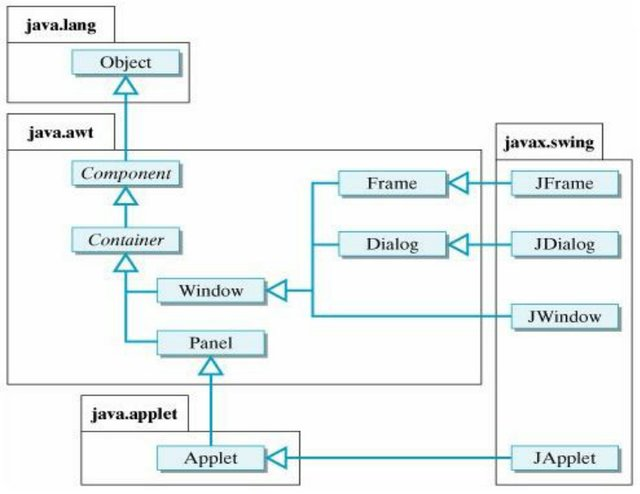 java.lang
Object
java.awt
javax.swing
Component
Frame
JFrame
Container
Dialog
JDialog
Window
JWindow
Panel
java.applet
Applet
JApplet